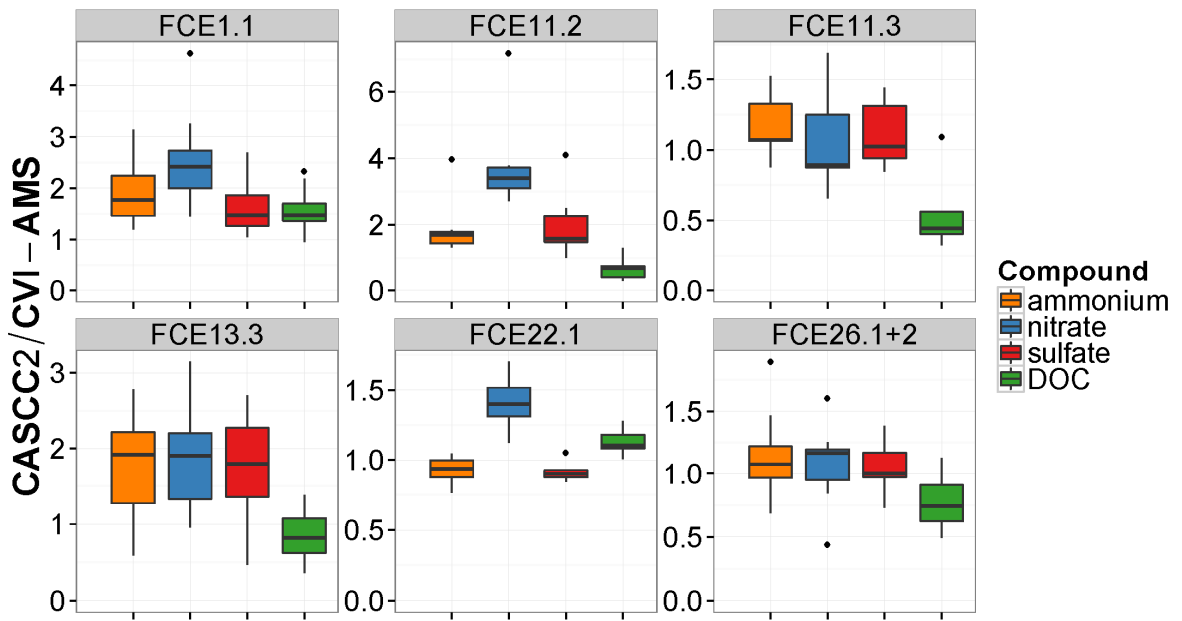 CASCC2 / CVI – AMS
FCE1.1
4
3
2
1
0
FCE11.2
6
4
2
0
FCE11.3
1.5
1.0
0.5
0.0
FCE13.3
3
2
1
0
FCE22.1
1.5
1.0
0.5
0.0
FCE26.1+2
1.5
1.0
0.5
0.0
Compound
ammonium
nitrate
sulfate
DOC